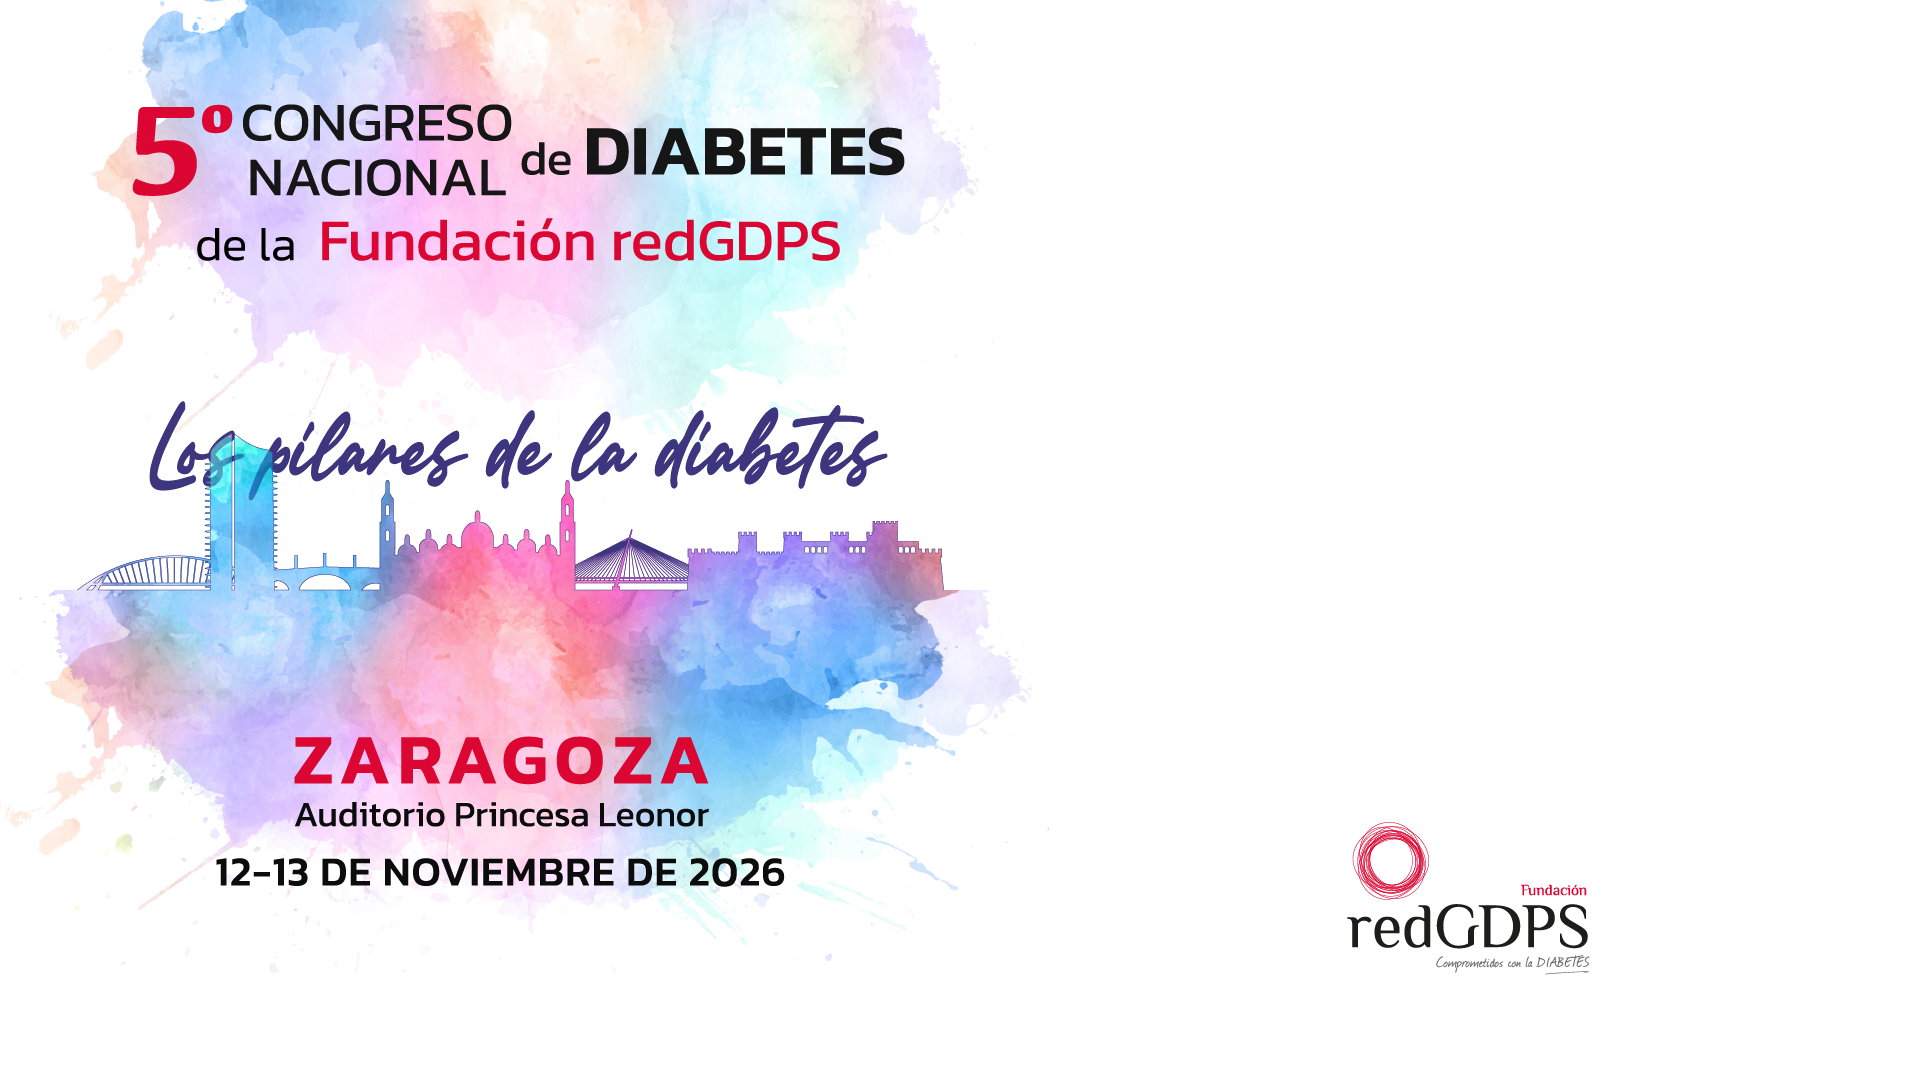 5º CONGRESO NACIONAL de DIABETES
de la Fundación redGDPS
Los pilares de la diabetes
ZARAGOZA
Auditorio Princesa Leonor
12-13 DE NOVIEMBRE DE 2026
Fundación
redGDPS
Comprometidos con la DIABETES